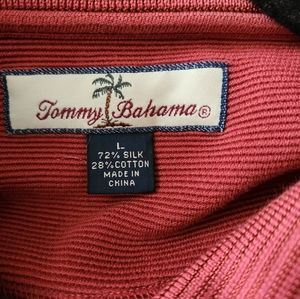 Tommy Bahama®
L
72% SILK
28% COTTON
MADE IN
CHINA